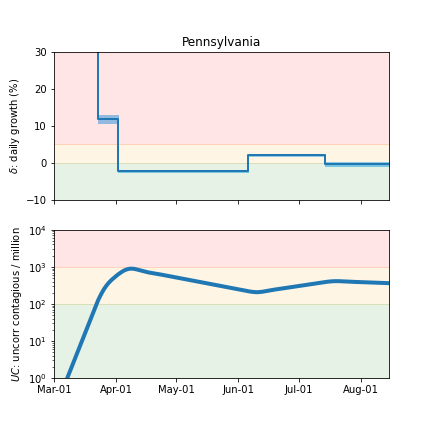 Pennsylvania
δ: daily growth (%)
30
20
10
0
−10
UC: uncorr contagious / million
10⁴
10³
10²
10¹
10⁰
Mar-01 Apr-01 May-01 Jun-01 Jul-01 Aug-01